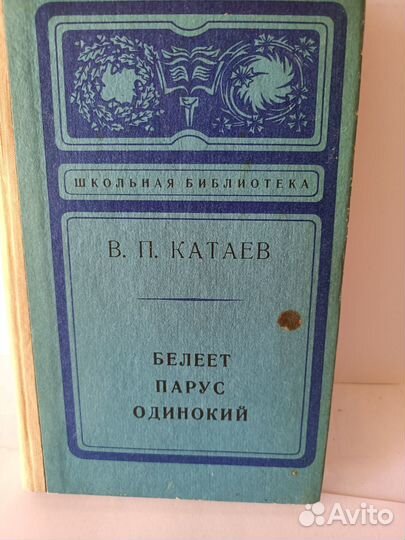 ШКОЛЬНАЯ БИБЛИОТЕКА
В. П. КАТАЕВ
БЕЛЕЕТ
ПАРУС
ОДИНОКИЙ
Avito